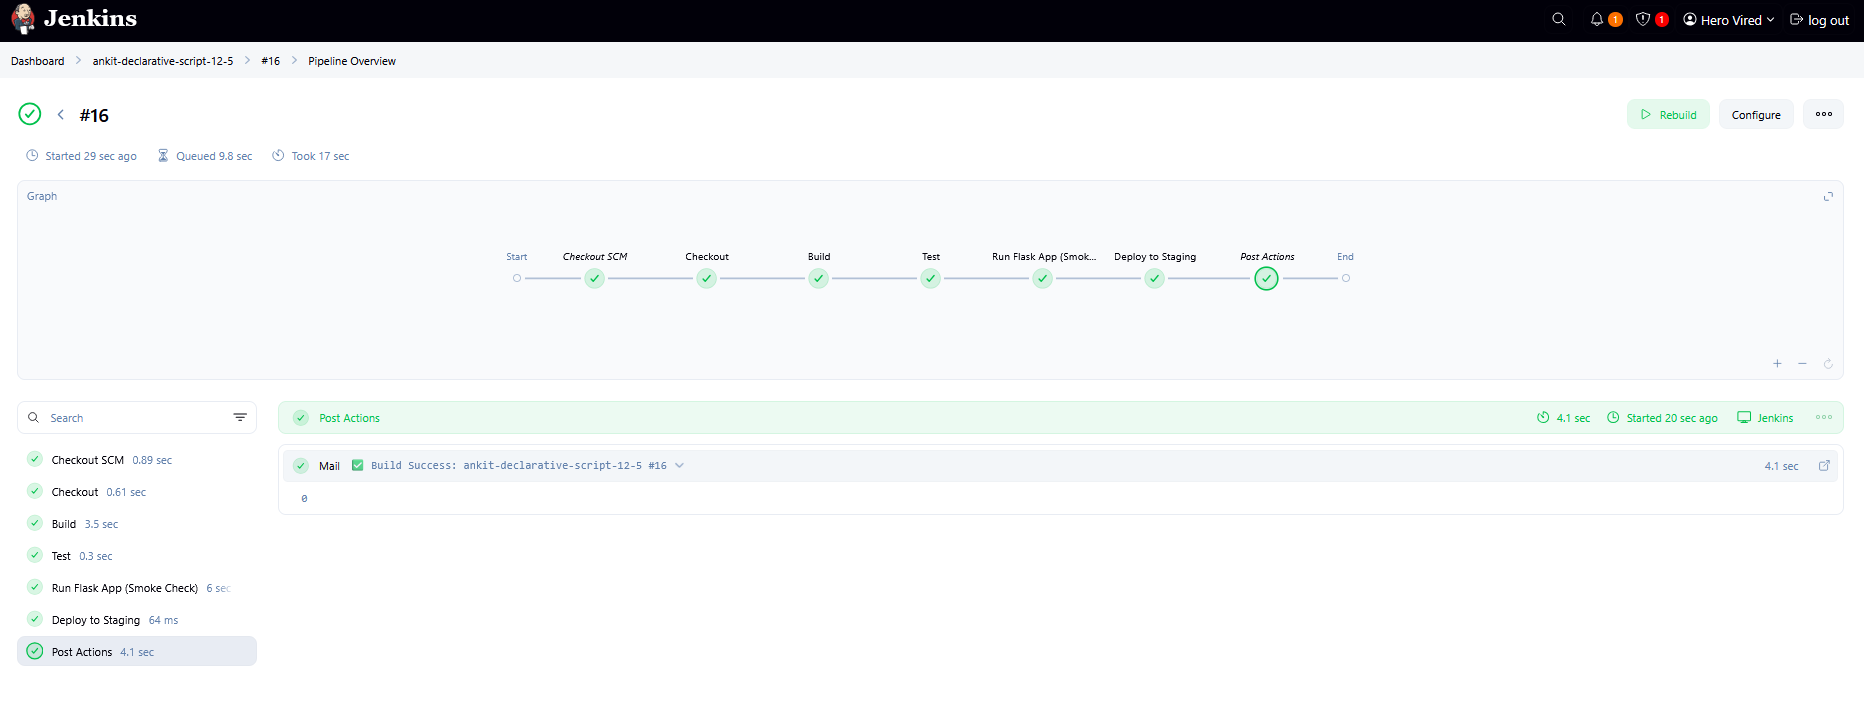 Jenkins
1
1
Hero Vired
log out
Dashboard
ankit-declarative-script-12-5
#16
Pipeline Overview
#16
Rebuild
Configure
Started 29 sec ago
Queued 9.8 sec
Took 17 sec
Graph
Start
Checkout SCM
Checkout
Build
Test
Run Flask App (Smok...
Deploy to Staging
Post Actions
End
Search
Checkout SCM 0.89 sec
Checkout 0.61 sec
Build 3.5 sec
Test 0.3 sec
Run Flask App (Smoke Check) 6 sec
Deploy to Staging 64 ms
Post Actions 4.1 sec
Post Actions
4.1 sec
Started 20 sec ago
Jenkins
Mail
Build Success: ankit-declarative-script-12-5 #16
4.1 sec
0